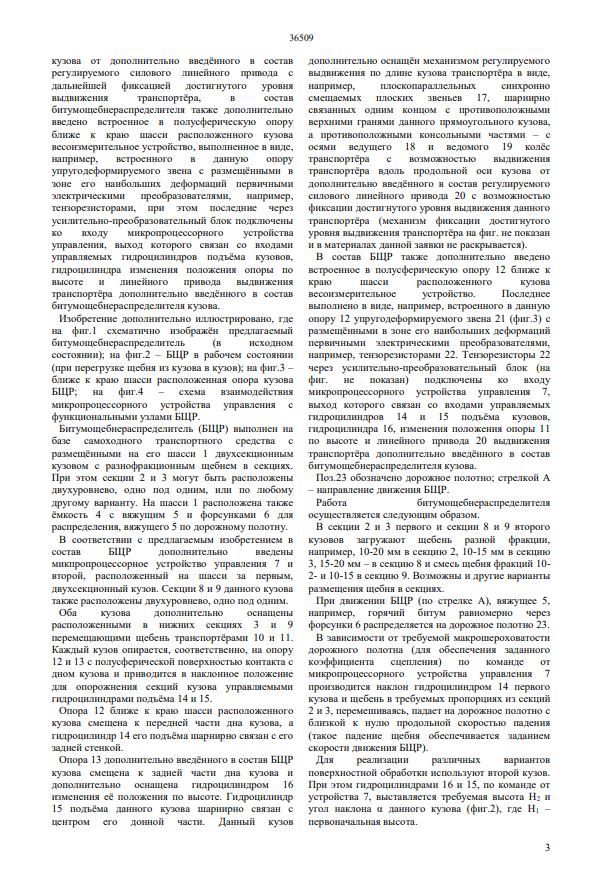 36509
кузова от дополнительно введённого в состав
регулируемого силового линейного привода с
дальнейшей фиксацией достигнутого уровня
выдвижения транспортёра, в состав
битумощебнераспределителя также дополнительно
введено встроенное в полусферическую опору
ближе к краю шасси расположенного кузова
весоизмерительное устройство, выполненное в виде,
например, встроенного в данную опору
упругодеформируемого звена с размещёнными в
зоне его наибольших деформаций первичными
электрическими преобразователями, например,
тензорезисторами, при этом последние через
усилительно-преобразовательный блок подключены
ко входу микропроцессорного устройства
управления, выход которого связан со входами
управляемых гидроцилиндров подъёма кузовов,
гидроцилиндра изменения положения опоры по
высоте и линейного привода выдвижения
транспортёра дополнительно введённого в состав
битумощебнераспределителя кузова.
Изобретение дополнительно иллюстрировано, где
на фиг.1 схематично изображён предлагаемый
битумощебнераспределитель (в исходном
состоянии); на фиг.2 – БЩР в рабочем состоянии
(при перегрузке щебня из кузова в кузов); на фиг.3 –
ближе к краю шасси расположенная опора кузова
БЩР; на фиг.4 – схема взаимодействия
микропроцессорного устройства управления с
функциональными узлами БЩР.
Битумощебнераспределитель (БЩР) выполнен на
базе самоходного транспортного средства с
размещёнными на его шасси 1 двухсекционным
кузовом с разнофракционным щебнем в секциях.
При этом секции 2 и 3 могут быть расположены
двухуровнево, одно под одним, или по любому
другому варианту. На шасси 1 расположена также
ёмкость 4 с вяжущим 5 и форсунками 6 для
распределения, вяжущего 5 по дорожному полотну.
В соответствии с предлагаемым изобретением в
состав БЩР дополнительно введены
микропроцессорное устройство управления 7 и
второй, расположенный на шасси за первым,
двухсекционный кузов. Секции 8 и 9 данного кузова
также расположены двухуровнево, одно под одним.
Оба кузова дополнительно оснащены
расположенными в нижних секциях 3 и 9
перемещающими щебень транспортёрами 10 и 11.
Каждый кузов опирается, соответственно, на опору
12 и 13 с полусферической поверхностью контакта с
дном кузова и приводится в наклонное положение
для опорожнения секций кузова управляемыми
гидроцилиндрами подъёма 14 и 15.
Опора 12 ближе к краю шасси расположенного
кузова смещена к передней части дна кузова, а
гидроцилиндр 14 его подъёма шарнирно связан с его
задней стенкой.
Опора 13 дополнительно введённого в состав БЩР
кузова смещена к задней части дна кузова и
дополнительно оснащена гидроцилиндром 16
изменения её положения по высоте. Гидроцилиндр
15 подъёма данного кузова шарнирно связан с
центром его донной части. Данный кузов
дополнительно оснащён механизмом регулируемого
выдвижения по длине кузова транспортёра в виде,
например, плоскопараллельных синхронно
смещаемых плоских звеньев 17, шарнирно
связанных одним концом с противоположными
верхними гранями данного прямоугольного кузова,
а противоположными консольными частями – с
осями ведущего 18 и ведомого 19 колёс
транспортёра с возможностью выдвижения
транспортёра вдоль продольной оси кузова от
дополнительно введённого в состав регулируемого
силового линейного привода 20 с возможностью
фиксации достигнутого уровня выдвижения данного
транспортёра (механизм фиксации достигнутого
уровня выдвижения транспортёра на фиг. не показан
и в материалах данной заявки не раскрывается).
В состав БЩР также дополнительно введено
встроенное в полусферическую опору 12 ближе к
краю шасси расположенного кузова
весоизмерительное устройство. Последнее
выполнено в виде, например, встроенного в данную
опору 12 упругодеформируемого звена 21 (фиг.3) с
размещёнными в зоне его наибольших деформаций
первичными электрическими преобразователями,
например, тензорезисторами 22. Тензорезисторы 22
через усилительно-преобразовательный блок (на
фиг. не показан) подключены ко входу
микропроцессорного устройства управления 7,
выход которого связан со входами управляемых
гидроцилиндров 14 и 15 подъёма кузовов,
гидроцилиндра 16, изменения положения опоры 11
по высоте и линейного привода 20 выдвижения
транспортёра дополнительно введённого в состав
битумощебнераспределителя кузова.
Поз.23 обозначено дорожное полотно; стрелкой А
– направление движения БЩР.
Работа битумощебнераспределителя
осуществляется следующим образом.
В секции 2 и 3 первого и секции 8 и 9 второго
кузовов загружают щебень разной фракции,
например, 10-20 мм в секцию 2, 10-15 мм в секцию
3, 15-20 мм – в секцию 8 и смесь щебня фракций 10-
2- и 10-15 в секцию 9. Возможны и другие варианты
размещения щебня в секциях.
При движении БЩР (по стрелке А), вяжущее 5,
например, горячий битум равномерно через
форсунки 6 распределяется на дорожное полотно 23.
В зависимости от требуемой макрошероховатости
дорожного полотна (для обеспечения заданного
коэффициента сцепления) по команде от
микропроцессорного устройства управления 7
производится наклон гидроцилиндром 14 первого
кузова и щебень в требуемых пропорциях из секций
2 и 3, перемешиваясь, падает на дорожное полотно с
близкой к нулю продольной скоростью падения
(такое падение щебня обеспечивается заданием
скорости движения БЩР).
Для реализации различных вариантов
поверхностной обработки используют второй кузов.
При этом гидроцилиндрами 16 и 15, по команде от
устройства 7, выставляется требуемая высота H₂ и
угол наклона α данного кузова (фиг.2), где H₁ –
первоначальная высота.
3